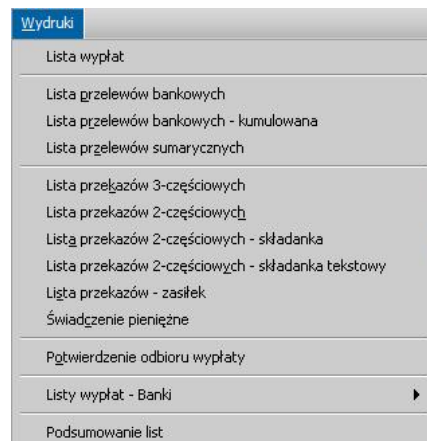 Wydruki
Lista wypłat
Lista przelewów bankowych
Lista przelewów bankowych - kumulowana
Lista przelewów sumarycznych
Lista przekazów 3-częściowych
Lista przekazów 2-częściowych
Lista przekazów 2-częściowych - składanka
Lista przekazów 2-częściowych - składanka tekstowy
Lista przekazów - zasiłek
Świadczenie pieniężne
Potwierdzenie odbioru wypłaty
Listy wypłat - Banki
Podsumowanie list